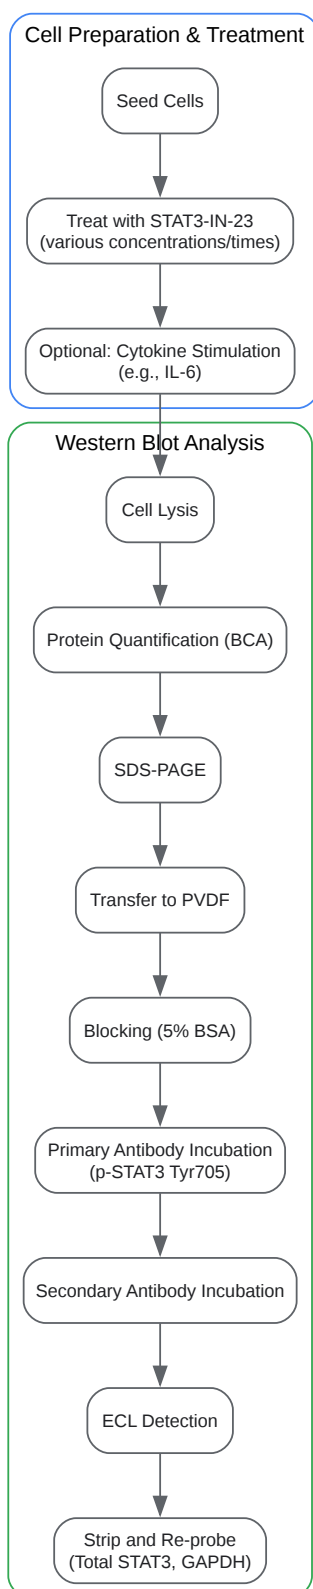 Cell Preparation & Treatment
Seed Cells
Treat with STAT3-IN-23
(various concentrations/times)
Optional: Cytokine Stimulation
(e.g., IL-6)
Western Blot Analysis
Cell Lysis
Protein Quantification (BCA)
SDS-PAGE
Transfer to PVDF
Blocking (5% BSA)
Primary Antibody Incubation
(p-STAT3 Tyr705)
Secondary Antibody Incubation
ECL Detection
Strip and Re-probe
(Total STAT3, GAPDH)